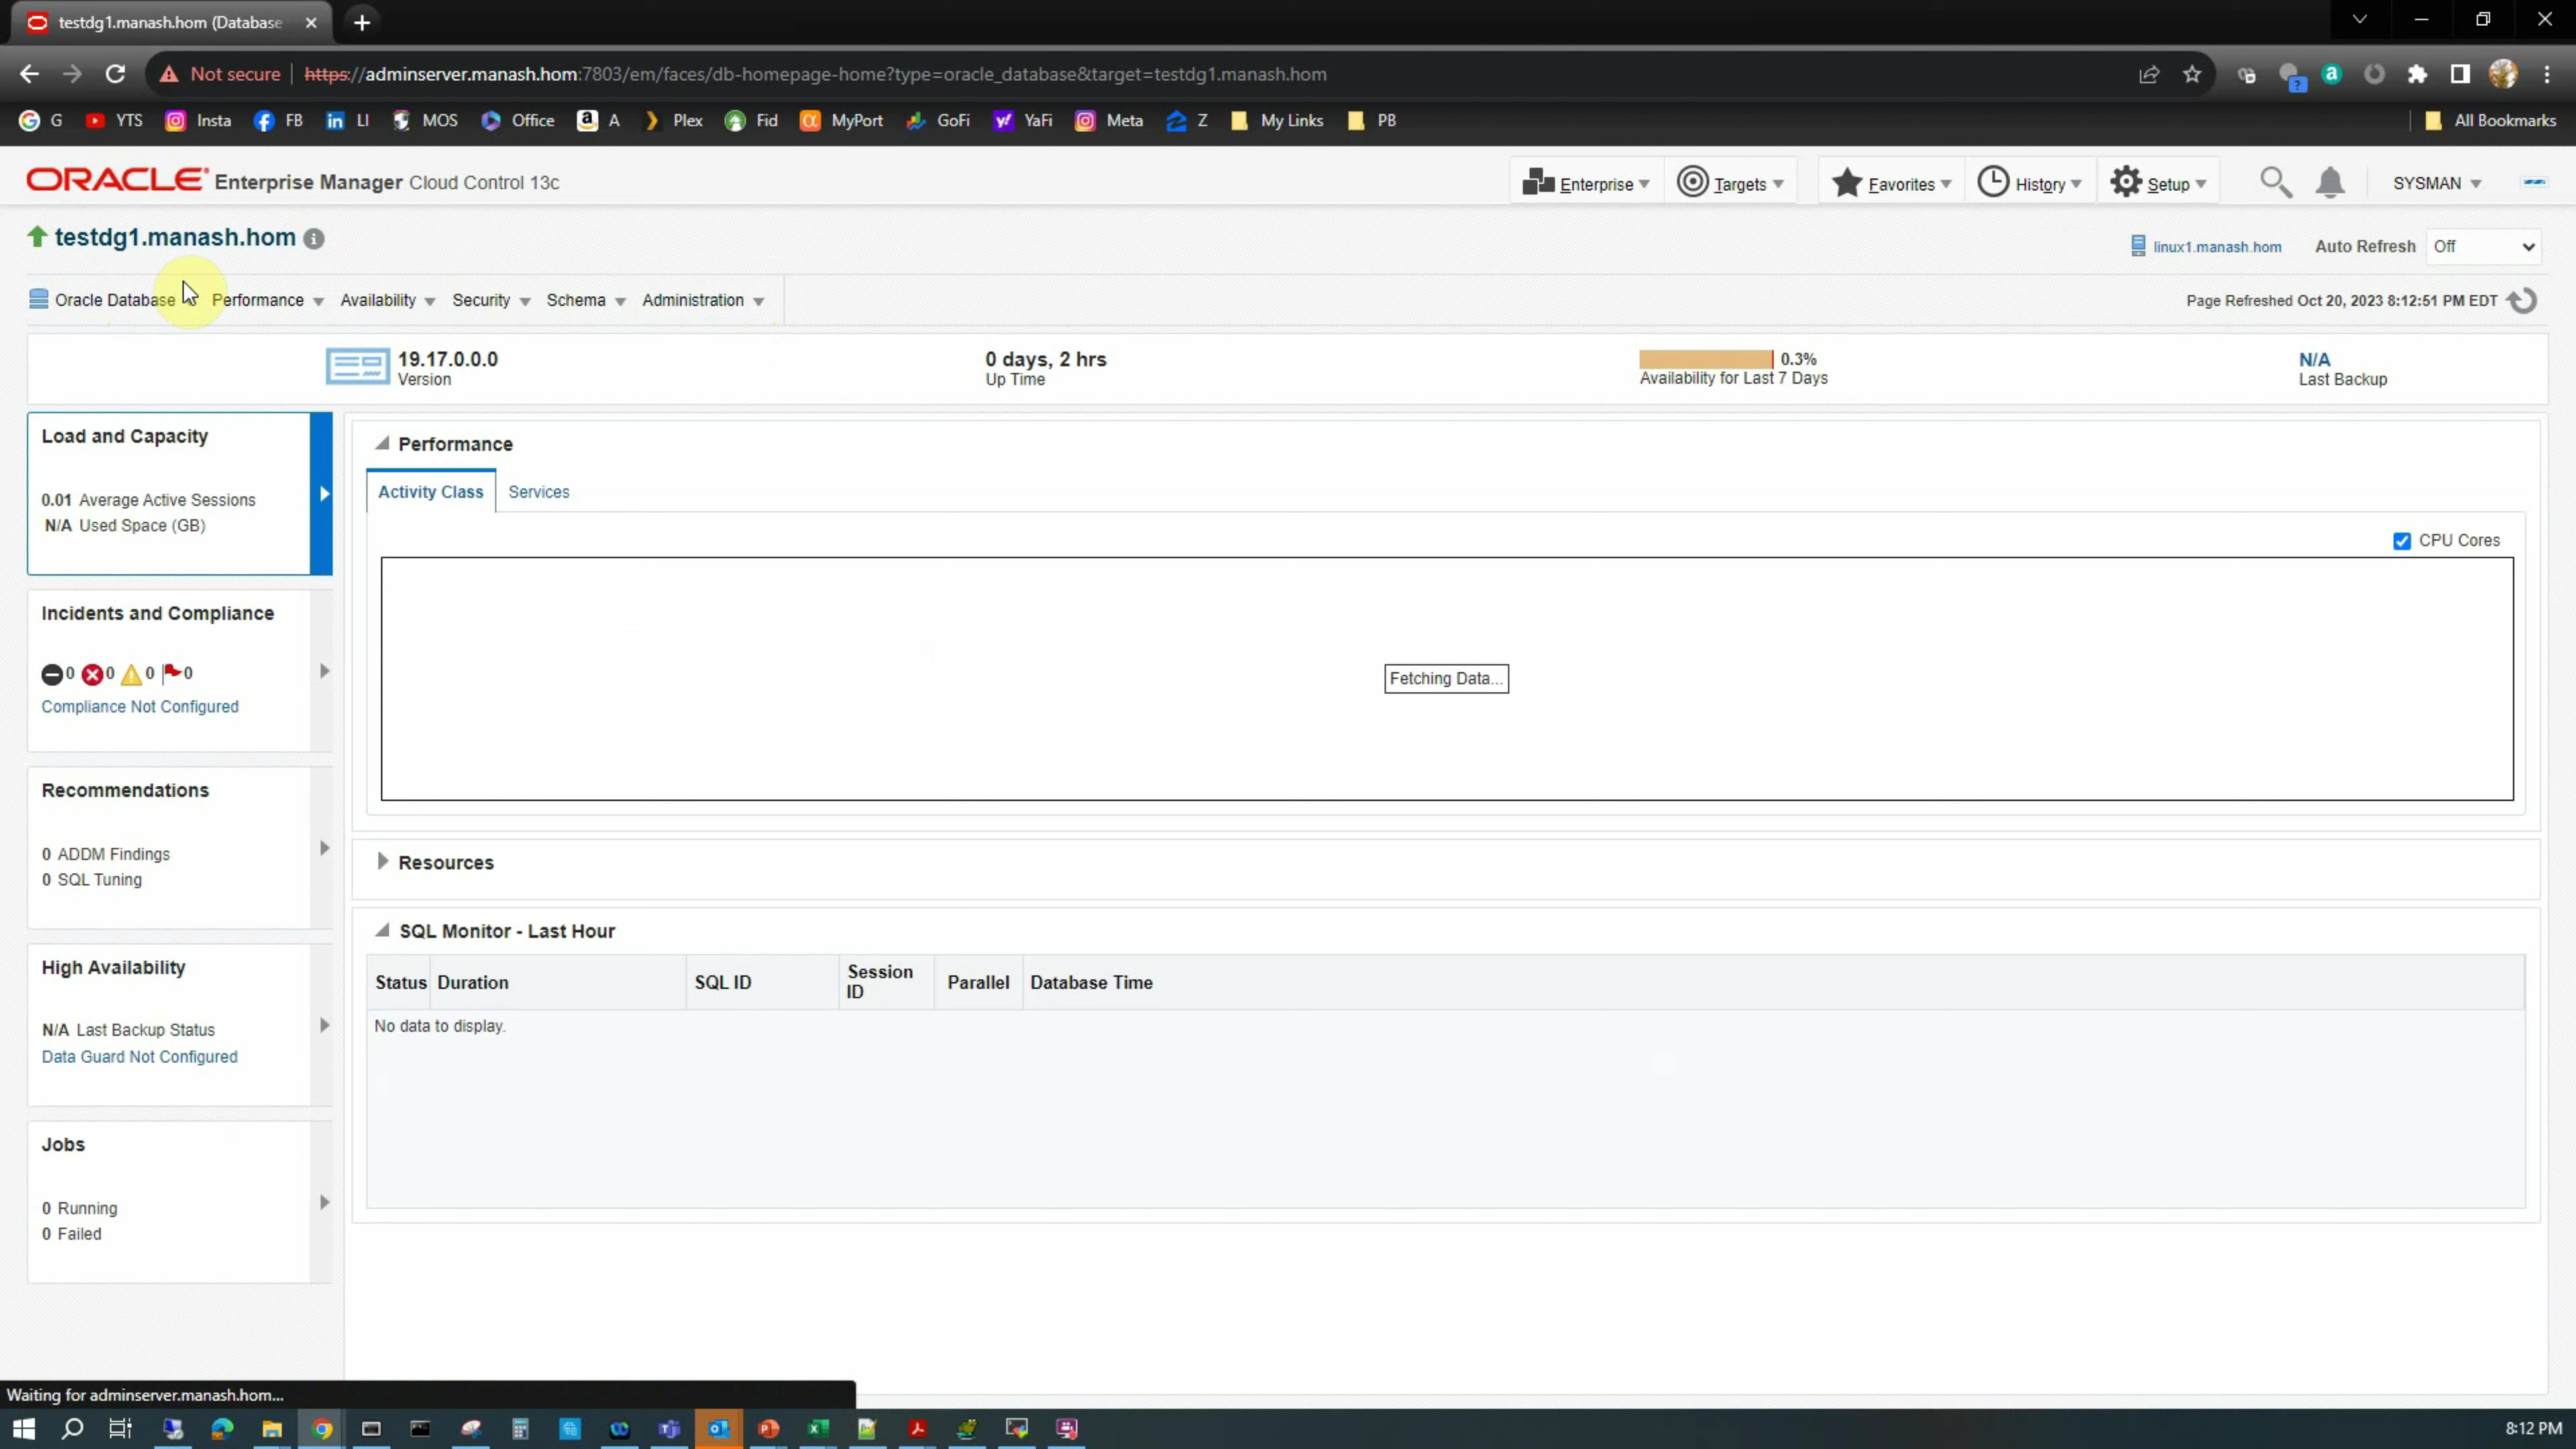 testdg1.manash.hom (Database
Not secure | https://adminserver.manash.hom:7803/em/faces/db-homepage-home?type=oracle_database&target=testdg1.manash.hom
G YTS Insta FB LI MOS Office A Plex Fid MyPort GoFi YaFi Meta Z My Links PB All Bookmarks
ORACLE Enterprise Manager Cloud Control 13c Enterprise Targets Favorites History Setup SYSMAN
testdg1.manash.hom linux1.manash.hom Auto Refresh Off
Oracle Database Performance Availability Security Schema Administration Page Refreshed Oct 20, 2023 8:12:51 PM EDT
19.17.0.0.0 0 days, 2 hrs 0.3% N/A
Version Up Time Availability for Last 7 Days Last Backup
Load and Capacity
0.01 Average Active Sessions
N/A Used Space (GB)
Incidents and Compliance
0 0 0 0
Compliance Not Configured
Recommendations
0 ADDM Findings
0 SQL Tuning
High Availability
N/A Last Backup Status
Data Guard Not Configured
Jobs
0 Running
0 Failed
Performance
Activity Class Services
CPU Cores
Fetching Data...
Resources
SQL Monitor - Last Hour
Status Duration SQL ID Session ID Parallel Database Time
No data to display.
Waiting for adminserver.manash.hom...
8:12 PM